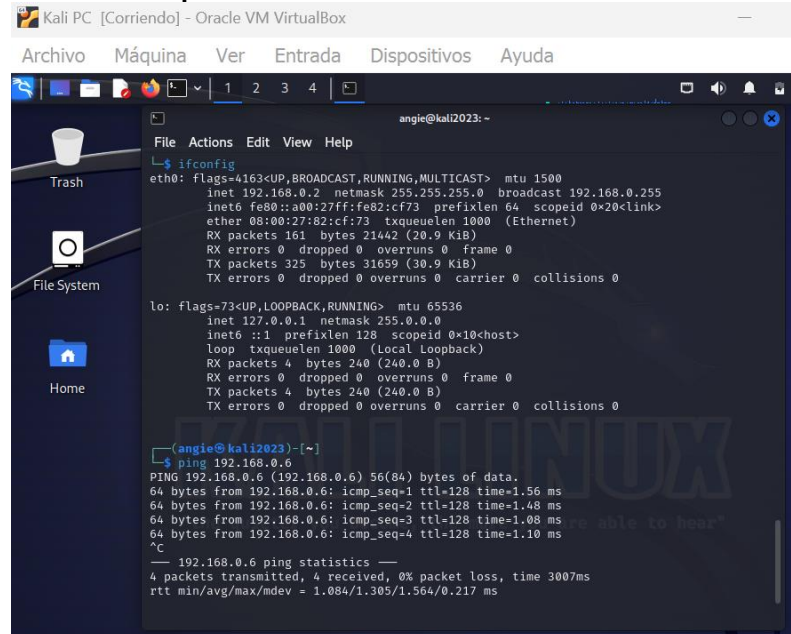 Kali PC [Corriendo] - Oracle VM VirtualBox
Archivo Máquina Ver Entrada Dispositivos Ayuda
1 2 3 4
angie@kali2023: ~
File Actions Edit View Help
Trash
File System
Home
└─$ ifconfig
eth0: flags=4163<UP,BROADCAST,RUNNING,MULTICAST> mtu 1500
inet 192.168.0.2 netmask 255.255.255.0 broadcast 192.168.0.255
inet6 fe80::a00:27ff:fe82:cf73 prefixlen 64 scopeid 0×20<link>
ether 08:00:27:82:cf:73 txqueuelen 1000 (Ethernet)
RX packets 161 bytes 21442 (20.9 KiB)
RX errors 0 dropped 0 overruns 0 frame 0
TX packets 325 bytes 31659 (30.9 KiB)
TX errors 0 dropped 0 overruns 0 carrier 0 collisions 0
lo: flags=73<UP,LOOPBACK,RUNNING> mtu 65536
inet 127.0.0.1 netmask 255.0.0.0
inet6 ::1 prefixlen 128 scopeid 0×10<host>
loop txqueuelen 1000 (Local Loopback)
RX packets 4 bytes 240 (240.0 B)
RX errors 0 dropped 0 overruns 0 frame 0
TX packets 4 bytes 240 (240.0 B)
TX errors 0 dropped 0 overruns 0 carrier 0 collisions 0
┌──(angie㉿kali2023)-[~]
└─$ ping 192.168.0.6
PING 192.168.0.6 (192.168.0.6) 56(84) bytes of data.
64 bytes from 192.168.0.6: icmp_seq=1 ttl=128 time=1.56 ms
64 bytes from 192.168.0.6: icmp_seq=2 ttl=128 time=1.48 ms
64 bytes from 192.168.0.6: icmp_seq=3 ttl=128 time=1.08 ms
64 bytes from 192.168.0.6: icmp_seq=4 ttl=128 time=1.10 ms
^C
── 192.168.0.6 ping statistics ──
4 packets transmitted, 4 received, 0% packet loss, time 3007ms
rtt min/avg/max/mdev = 1.084/1.305/1.564/0.217 ms
KALI LINUX
are able to hear"